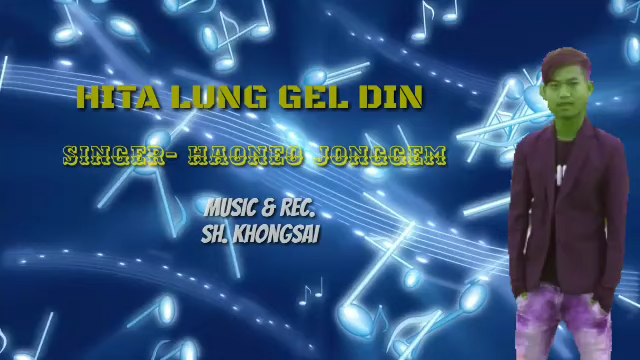 HITA LUNG GEL DIN
SINGER- HAONEO JONGGEM
MUSIC & REC.
SH. KHONGSAI